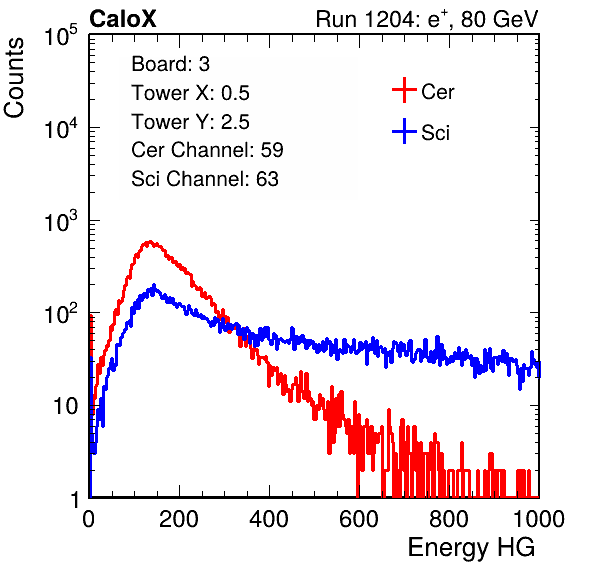 CaloX Run 1204: e⁺, 80 GeV
Counts
Board: 3
Tower X: 0.5
Tower Y: 2.5
Cer Channel: 59
Sci Channel: 63
Cer
Sci
10⁵
10⁴
10³
10²
10
1
0 200 400 600 800 1000
Energy HG